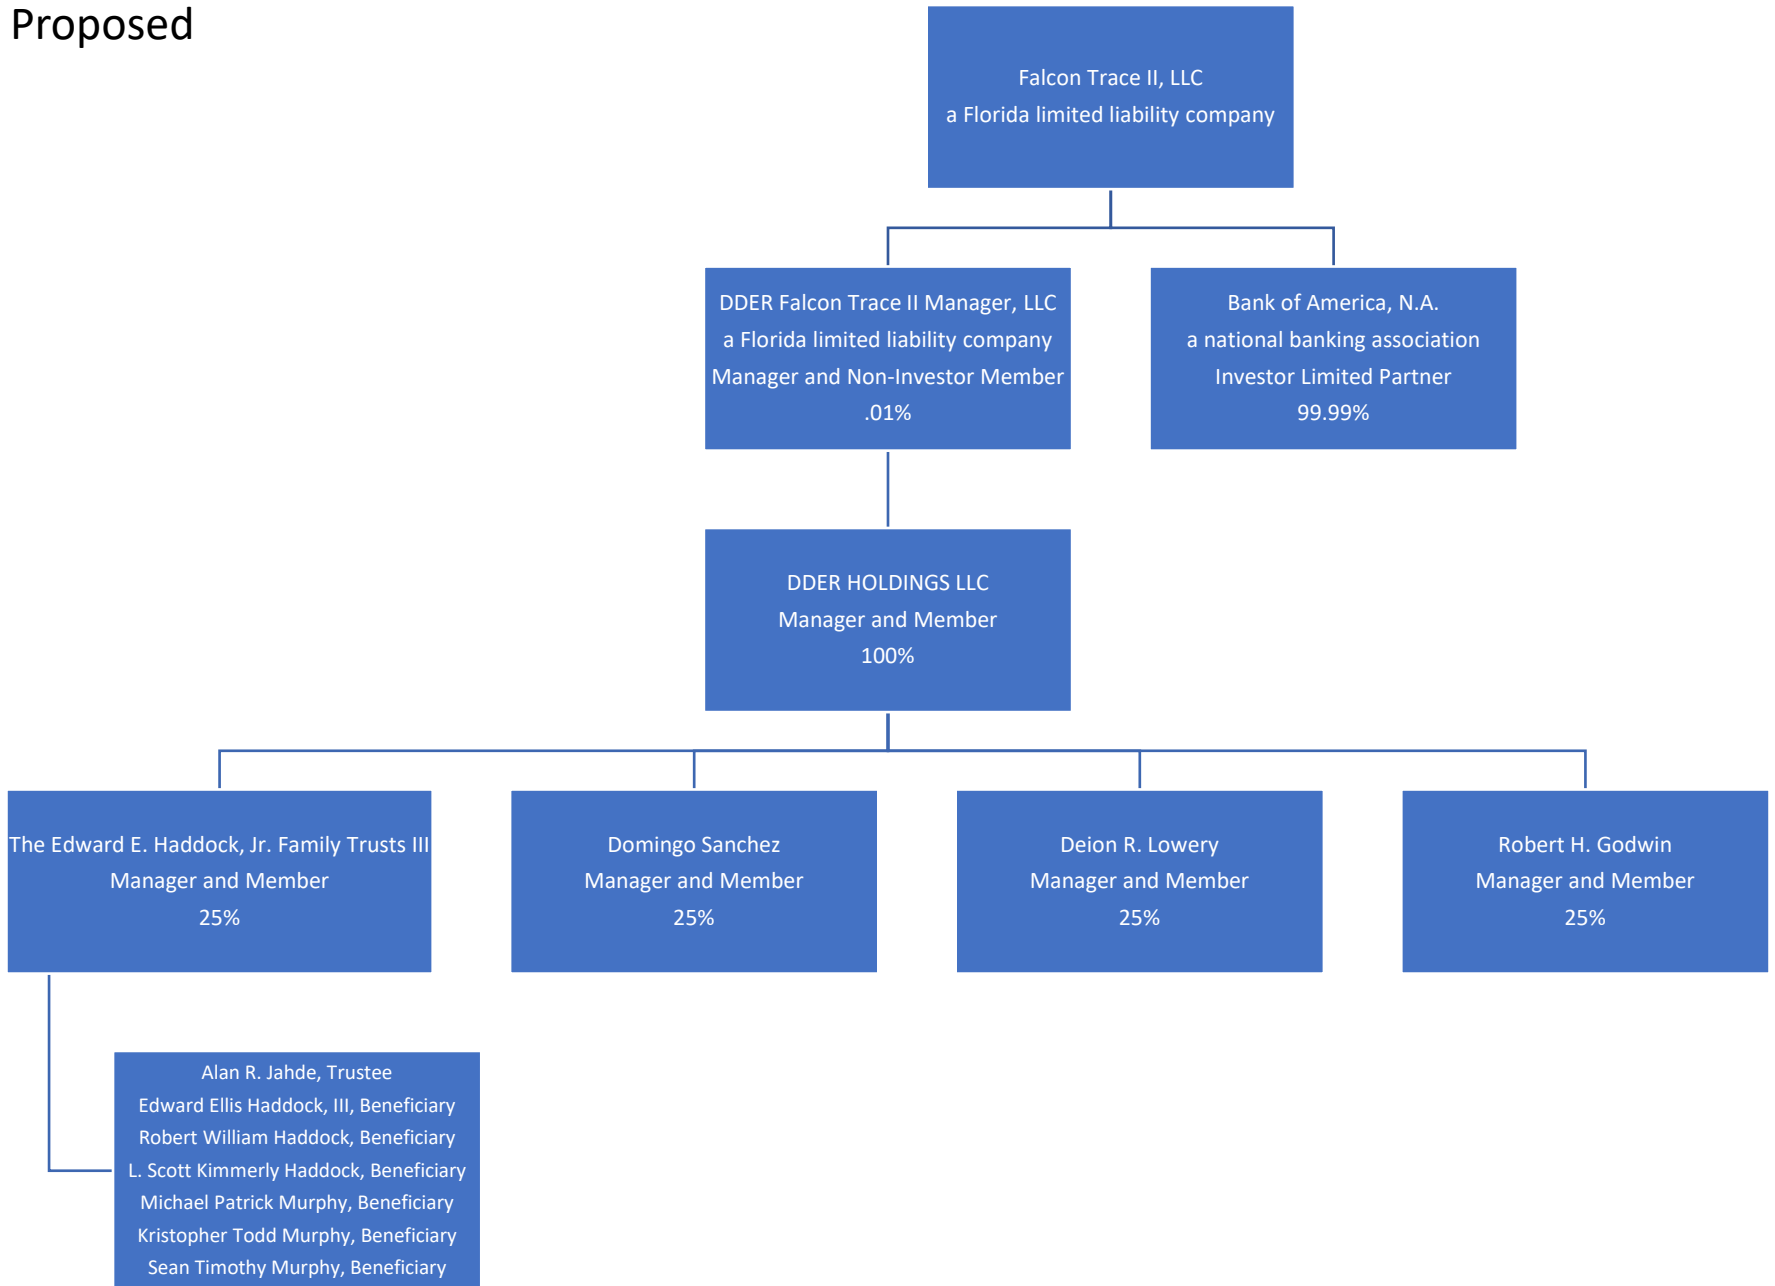 Proposed
Falcon Trace II, LLC
a Florida limited liability company
DDER Falcon Trace II Manager, LLC
a Florida limited liability company
Manager and Non-Investor Member
.01%
Bank of America, N.A.
a national banking association
Investor Limited Partner
99.99%
DDER HOLDINGS LLC
Manager and Member
100%
The Edward E. Haddock, Jr. Family Trusts III
Manager and Member
25%
Domingo Sanchez
Manager and Member
25%
Deion R. Lowery
Manager and Member
25%
Robert H. Godwin
Manager and Member
25%
Alan R. Jahde, Trustee
Edward Ellis Haddock, III, Beneficiary
Robert William Haddock, Beneficiary
L. Scott Kimmerly Haddock, Beneficiary
Michael Patrick Murphy, Beneficiary
Kristopher Todd Murphy, Beneficiary
Sean Timothy Murphy, Beneficiary